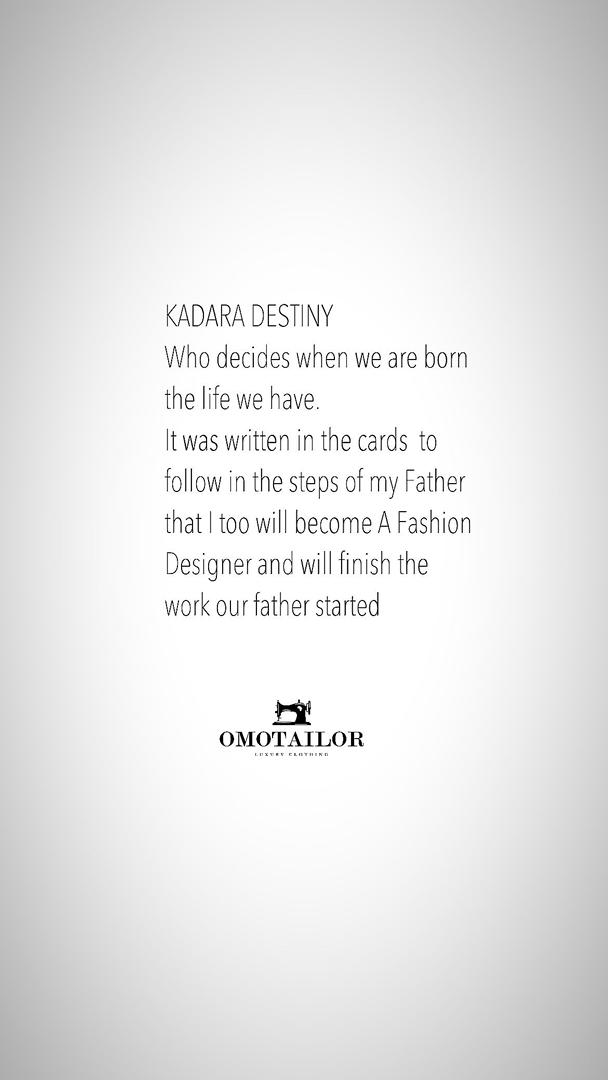 KADARA DESTINY
Who decides when we are born
the life we have.
It was written in the cards  to
follow in the steps of my Father
that I too will become A Fashion
Designer and will finish the
work our father started
OMOTAILOR
LUXURY CLOTHING